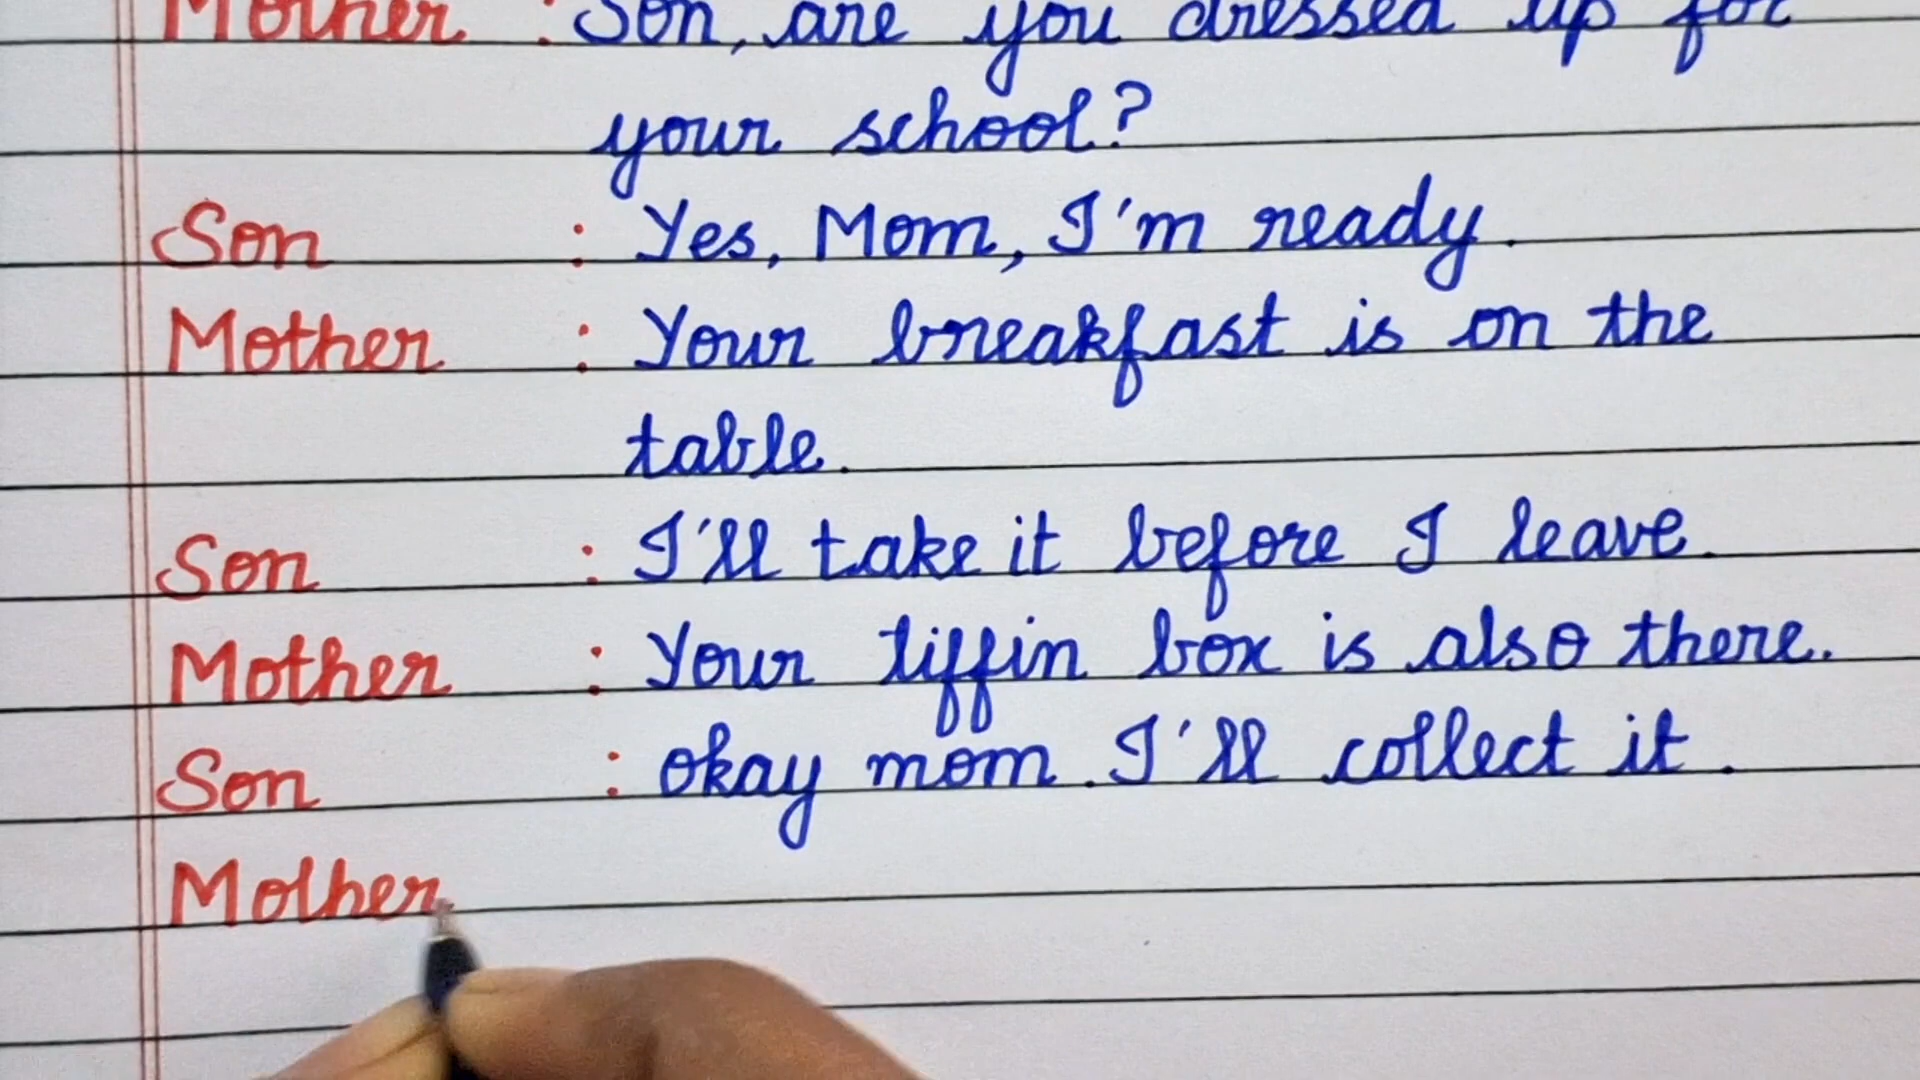 Mother : Son, are you dressed up for
your school?
Son : Yes, Mom, I'm ready.
Mother : Your breakfast is on the
table.
Son : I'll take it before I leave.
Mother : Your tiffin box is also there.
Son : okay mom. I'll collect it.
Mother